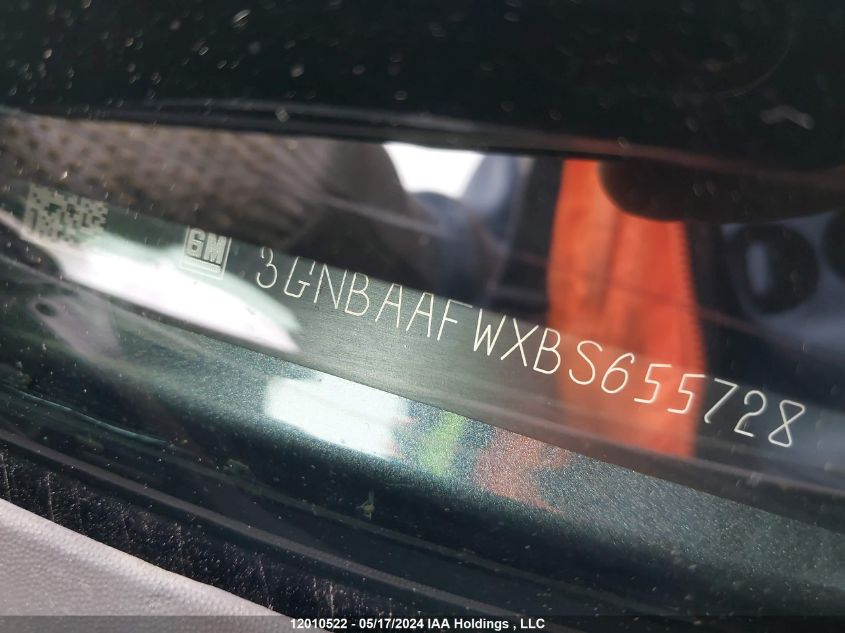 GM
3GNBAAFWXBS655728
12010522 - 05/17/2024 IAA Holdings , LLC